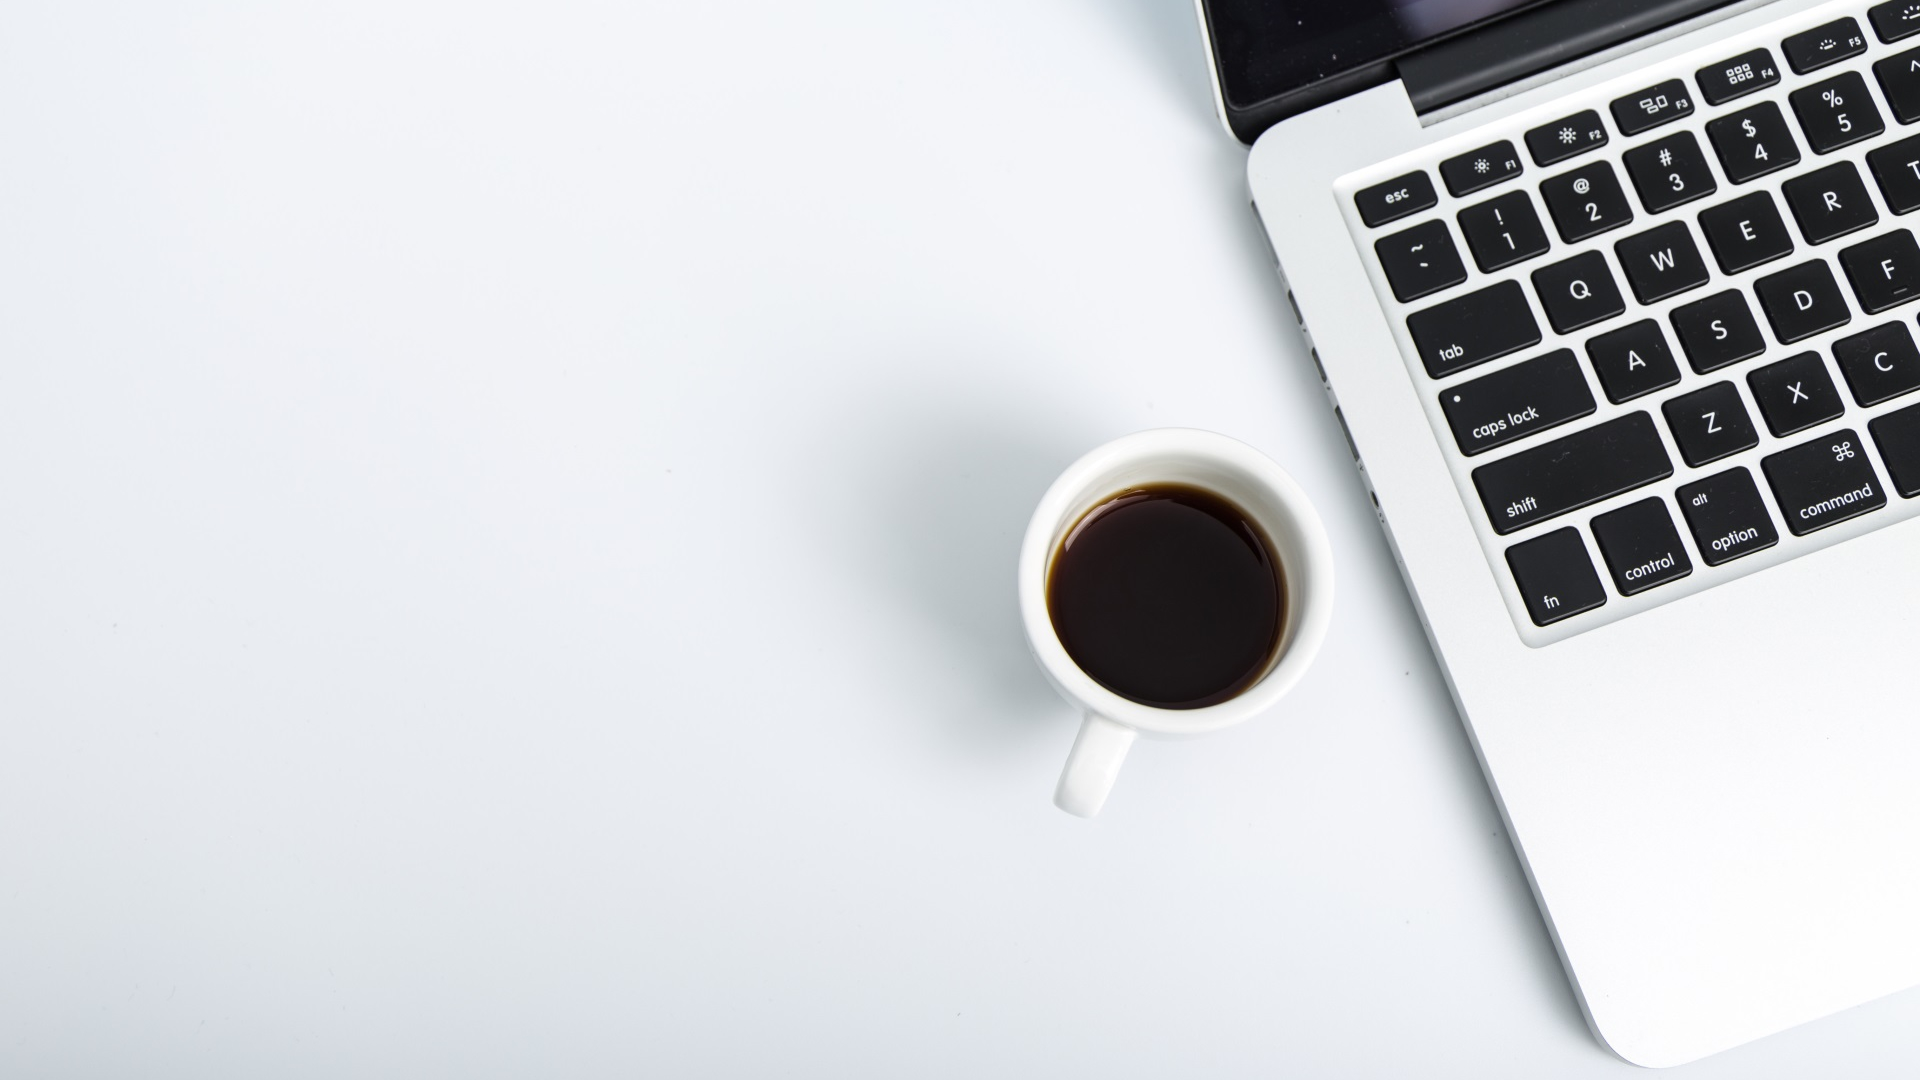 esc F1 F2 F3 F4 F5
~ ` ! 1 @ 2 # 3 $ 4 % 5 ^
tab Q W E R T
caps lock A S D F
shift Z X C
fn control alt option ⌘ command